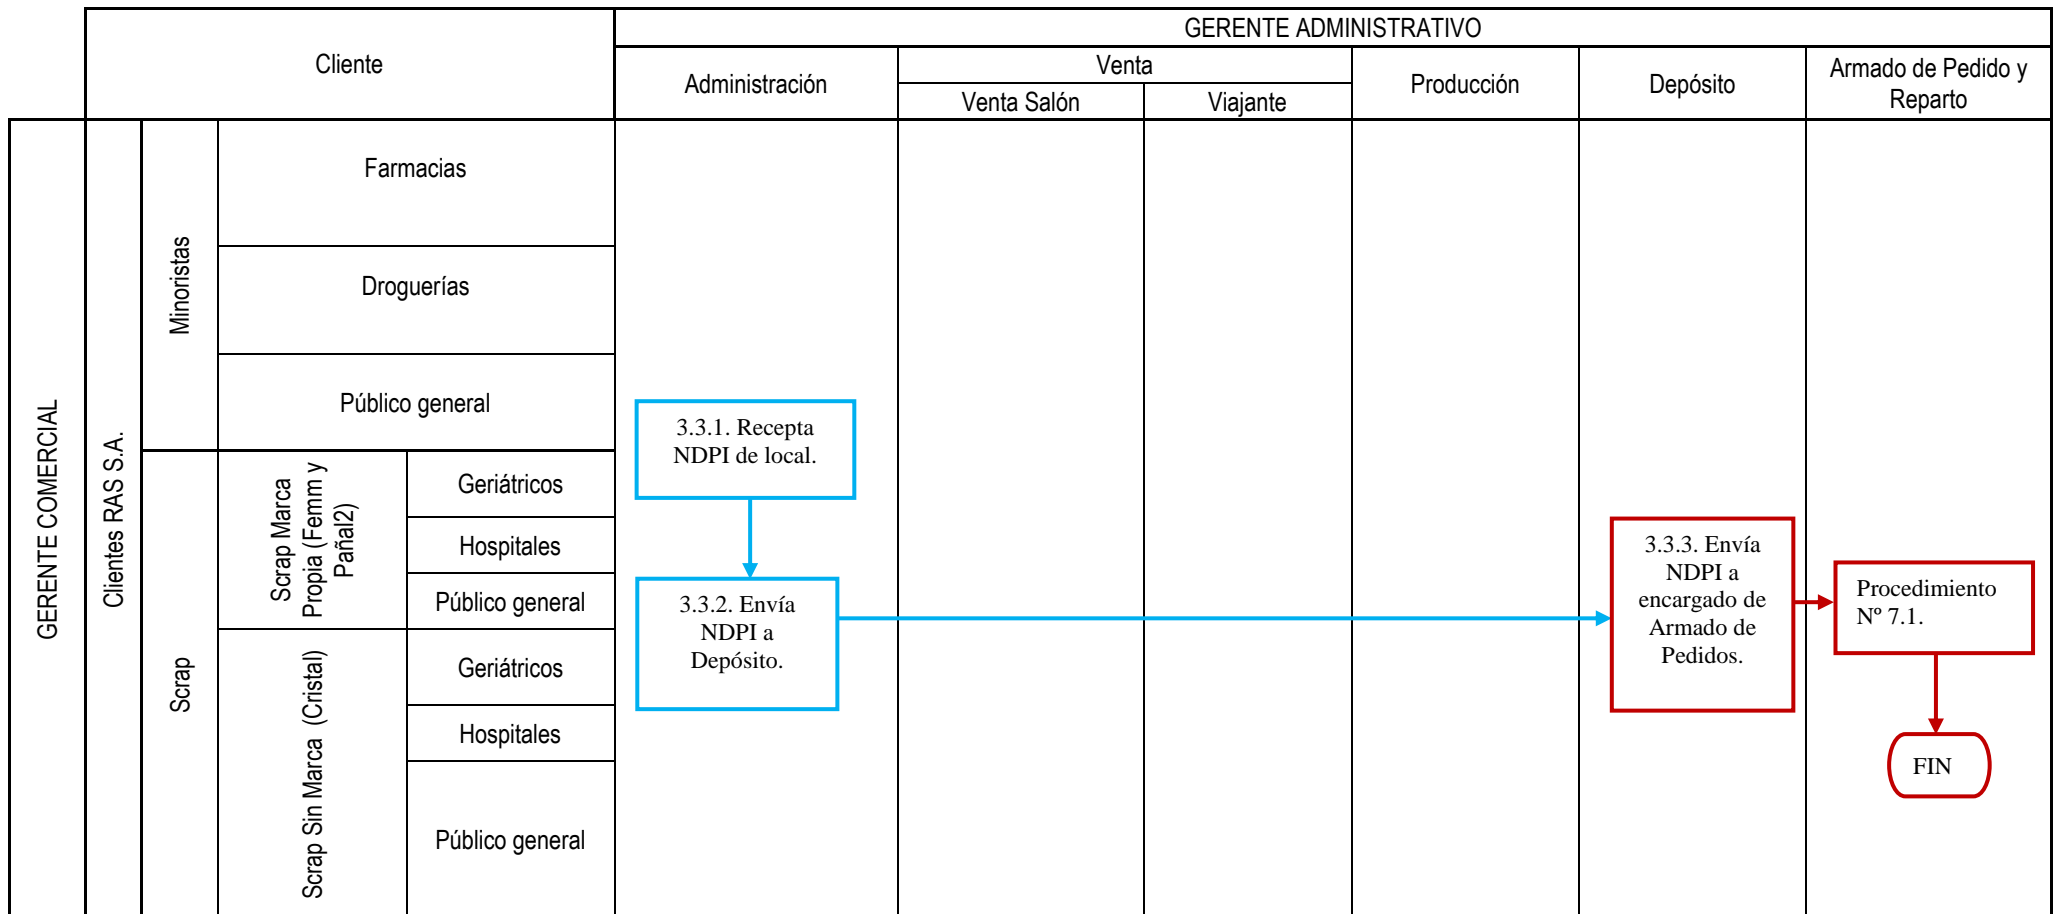 GERENTE ADMINISTRATIVO
Cliente
Administración
Venta
Venta Salón
Viajante
Producción
Depósito
Armado de Pedido y
Reparto
GERENTE COMERCIAL
Clientes RAS S.A.
Minoristas
Farmacias
Droguerías
Público general
Scrap
Scrap Marca
Propia (Femm y
Pañal2)
Geriátricos
Hospitales
Público general
Scrap Sin Marca (Cristal)
Geriátricos
Hospitales
Público general
3.3.1. Recepta
NDPI de local.
3.3.2. Envía
NDPI a
Depósito.
3.3.3. Envía
NDPI a
encargado de
Armado de
Pedidos.
Procedimiento
Nº 7.1.
FIN